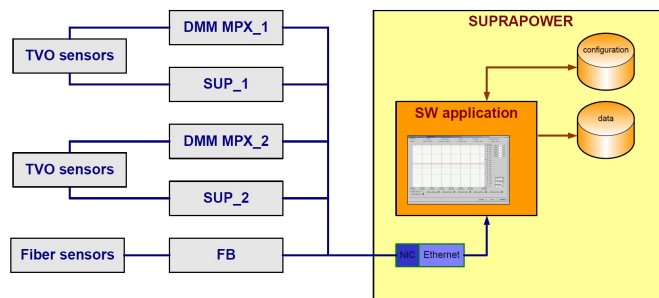 SUPRAPOWER
DMM MPX_1
TVO sensors
SUP_1
configuration
SW application
data
DMM MPX_2
TVO sensors
SUP_2
Fiber sensors
FB
NIC
Ethernet